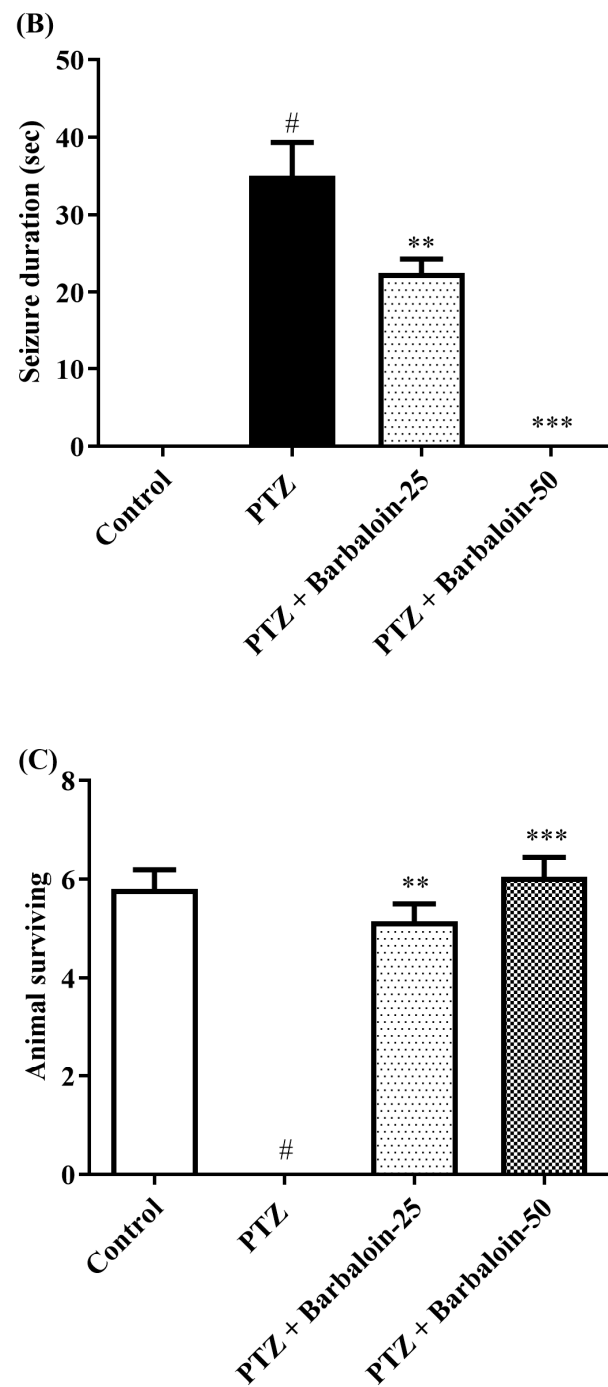 (B)
50
40
30
20
10
0
Seizure duration (sec)
#
**
***
Control
PTZ
PTZ + Barbaloin-25
PTZ + Barbaloin-50
(C)
8
6
4
2
0
Animal surviving
#
**
***
Control
PTZ
PTZ + Barbaloin-25
PTZ + Barbaloin-50